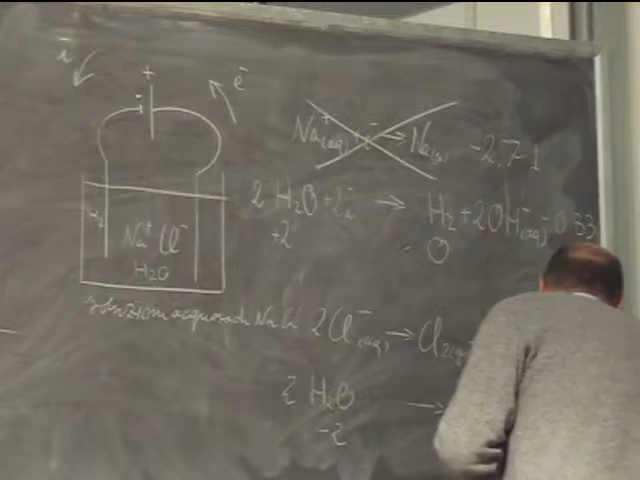 i
+
-
e⁻
Na⁺(aq) + e⁻ → Na(s) -2,71
2 H₂O + 2e⁻ → H₂ + 2OH⁻(aq) -0.83
+2 0
H₂
Na⁺ Cl⁻
H₂O
soluzione acquosa di NaCl
2Cl⁻(aq) → Cl₂(g)
2 H₂O →
-2